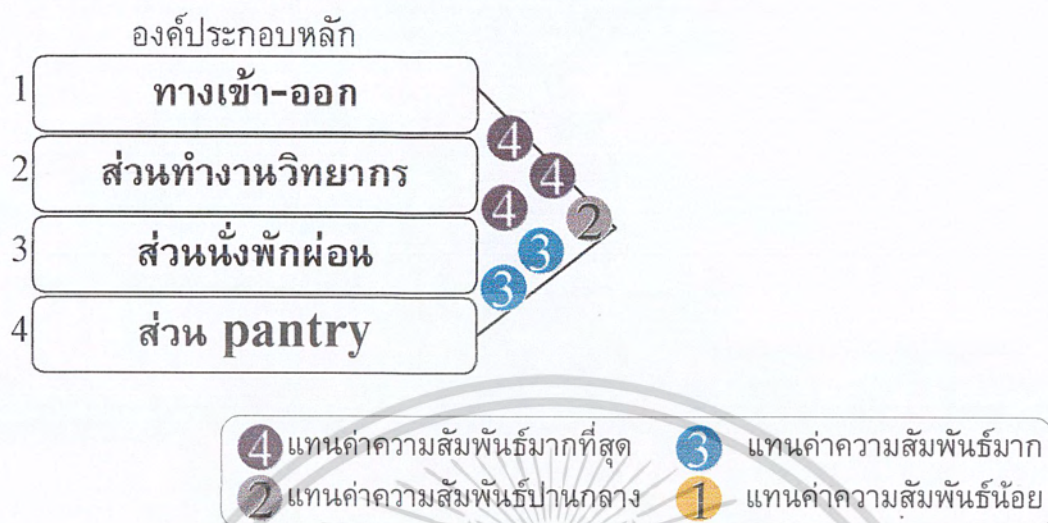 องค์ประกอบหลัก
1 ทางเข้า-ออก
4
2 ส่วนทำงานวิทยากร
4
4 2
3 ส่วนนั่งพักผ่อน
3
3
4 ส่วน pantry
4 แทนค่าความสัมพันธ์มากที่สุด 3 แทนค่าความสัมพันธ์มาก
2 แทนค่าความสัมพันธ์ปานกลาง 1 แทนค่าความสัมพันธ์น้อย